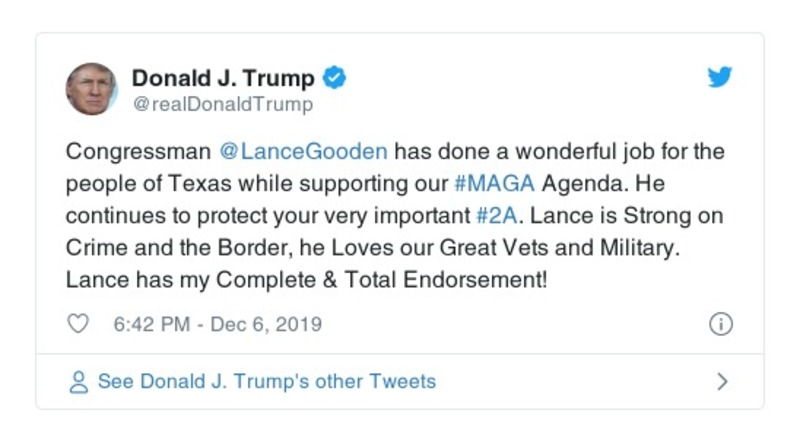 Donald J. Trump
@realDonaldTrump
Congressman @LanceGooden has done a wonderful job for the
people of Texas while supporting our #MAGA Agenda. He
continues to protect your very important #2A. Lance is Strong on
Crime and the Border, he Loves our Great Vets and Military.
Lance has my Complete & Total Endorsement!
6:42 PM - Dec 6, 2019
See Donald J. Trump's other Tweets